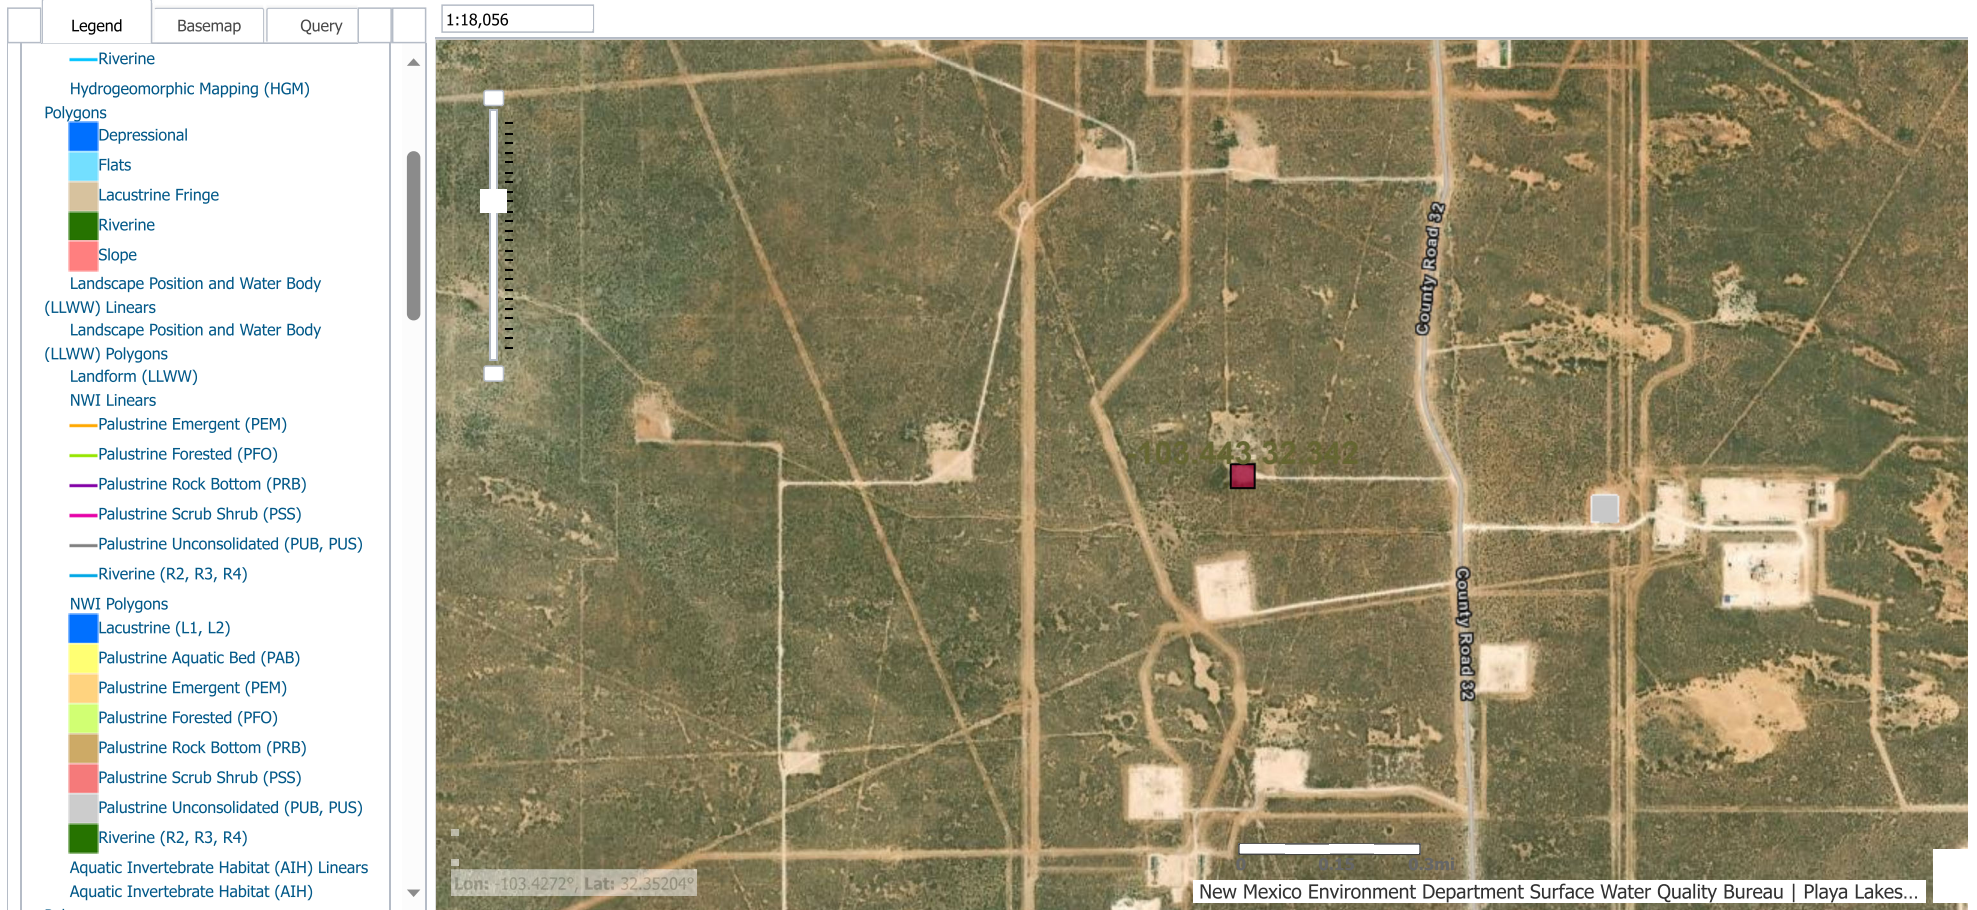 Legend
Basemap
Query
1:18,056
Riverine
Hydrogeomorphic Mapping (HGM)
Polygons
Depressional
Flats
Lacustrine Fringe
Riverine
Slope
Landscape Position and Water Body
(LLWW) Linears
Landscape Position and Water Body
(LLWW) Polygons
Landform (LLWW)
NWI Linears
Palustrine Emergent (PEM)
Palustrine Forested (PFO)
Palustrine Rock Bottom (PRB)
Palustrine Scrub Shrub (PSS)
Palustrine Unconsolidated (PUB, PUS)
Riverine (R2, R3, R4)
NWI Polygons
Lacustrine (L1, L2)
Palustrine Aquatic Bed (PAB)
Palustrine Emergent (PEM)
Palustrine Forested (PFO)
Palustrine Rock Bottom (PRB)
Palustrine Scrub Shrub (PSS)
Palustrine Unconsolidated (PUB, PUS)
Riverine (R2, R3, R4)
Aquatic Invertebrate Habitat (AIH) Linears
Aquatic Invertebrate Habitat (AIH)
County Road 32
-103.443 32.342
County Road 32
Lon: -103.4272°, Lat: 32.35204°
New Mexico Environment Department Surface Water Quality Bureau | Playa Lakes...